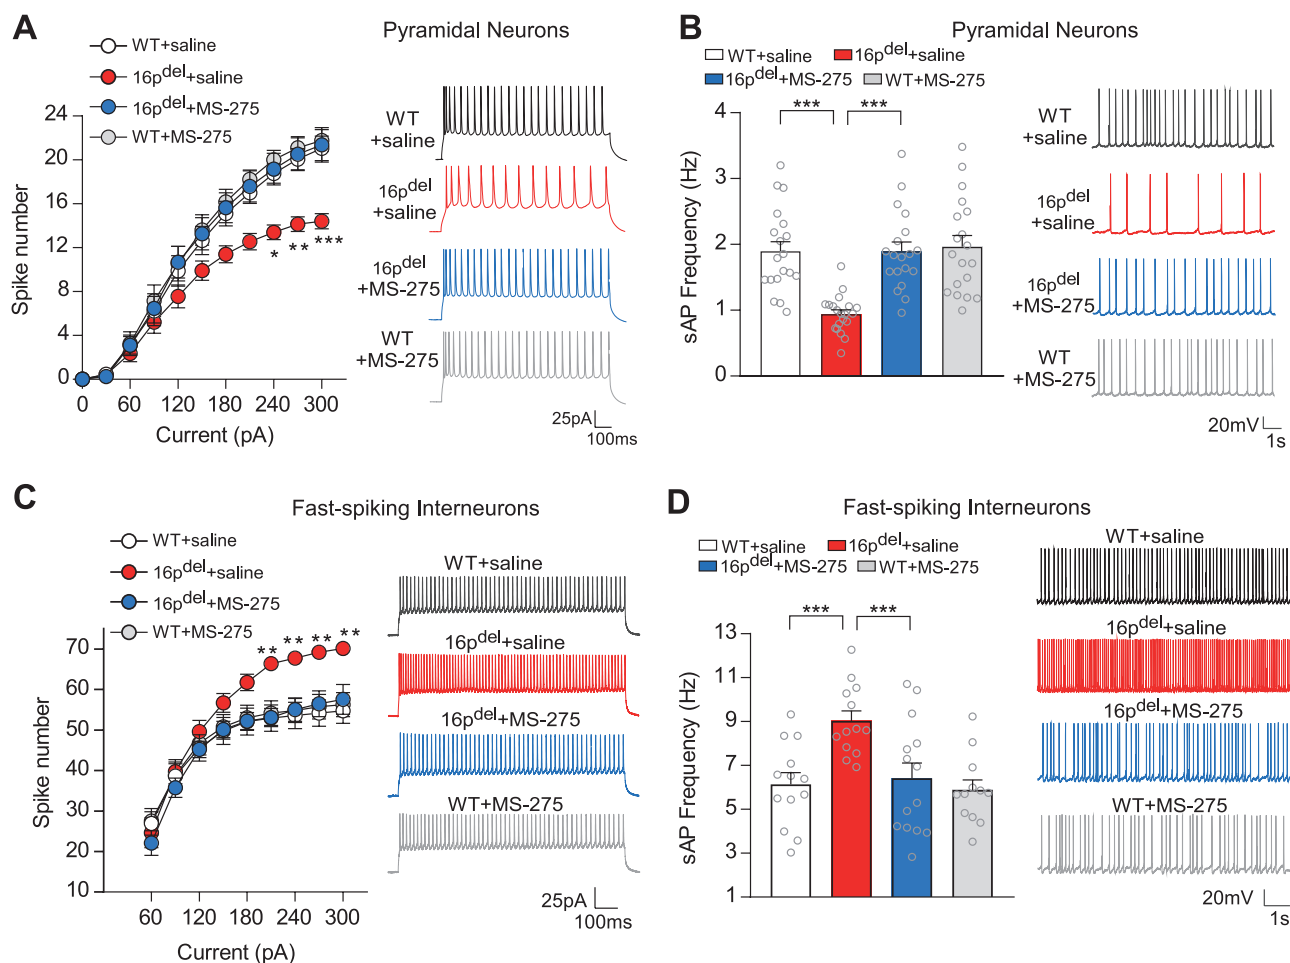 A
Pyramidal Neurons
WT+saline
16pdel+saline
16pdel+MS-275
WT+MS-275
24
20
16
12
8
4
0
Spike number
* ** ***
0 60 120 180 240 300
Current (pA)
WT
+saline
16pdel
+saline
16pdel
+MS-275
WT
+MS-275
25pA
100ms
B
Pyramidal Neurons
WT+saline 16pdel+saline
16pdel+MS-275 WT+MS-275
4
3
2
1
0
sAP Frequency (Hz)
*** ***
WT
+saline
16pdel
+saline
16pdel
+MS-275
WT
+MS-275
20mV
1s
C
Fast-spiking Interneurons
WT+saline
16pdel+saline
16pdel+MS-275
WT+MS-275
70
60
50
40
30
20
10
Spike number
** ** ** **
60 120 180 240 300
Current (pA)
WT+saline
16pdel+saline
16pdel+MS-275
WT+MS-275
25pA
100ms
D
Fast-spiking Interneurons
WT+saline 16pdel+saline
16pdel+MS-275 WT+MS-275
13
11
9
7
5
3
1
sAP Frequency (Hz)
*** ***
WT+saline
16pdel+saline
16pdel+MS-275
WT+MS-275
20mV
1s